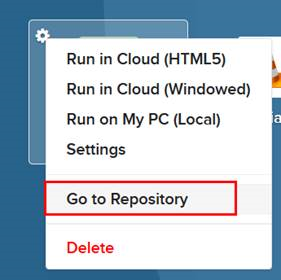 Run in Cloud (HTML5)
Run in Cloud (Windowed)
Run on My PC (Local)
Settings
Go to Repository
Delete